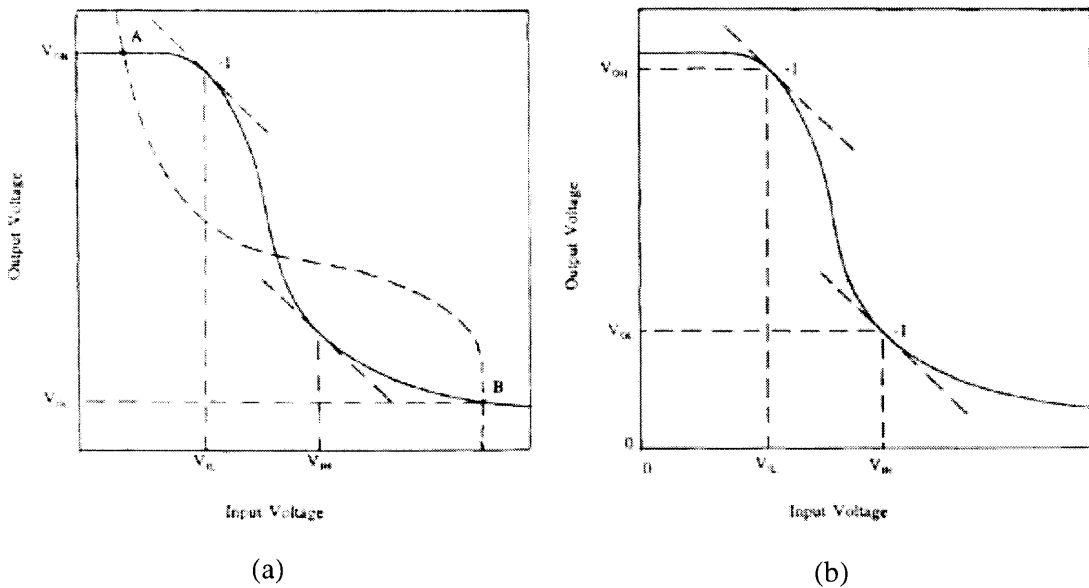 A
V_OH
-1
Output Voltage
B
V_OL
V_IL
V_IH
Input Voltage
(a)
V_OH
-1
Output Voltage
V_OL
-1
0
0
V_IL
V_IH
Input Voltage
(b)